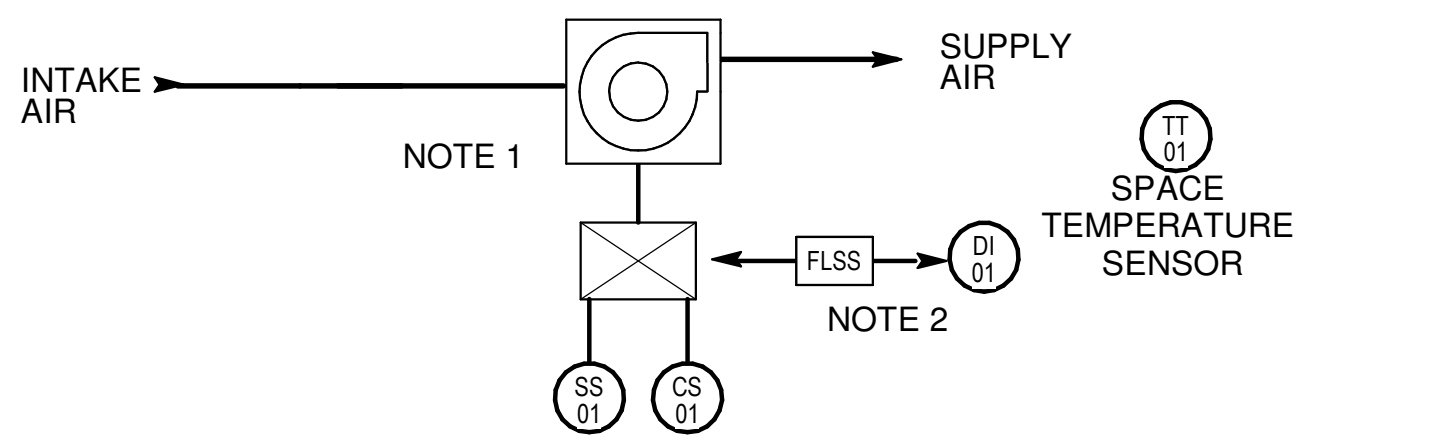 INTAKE
AIR
NOTE 1
SUPPLY
AIR
TT
01
SPACE
TEMPERATURE
SENSOR
FLSS
DI
01
NOTE 2
SS
01
CS
01